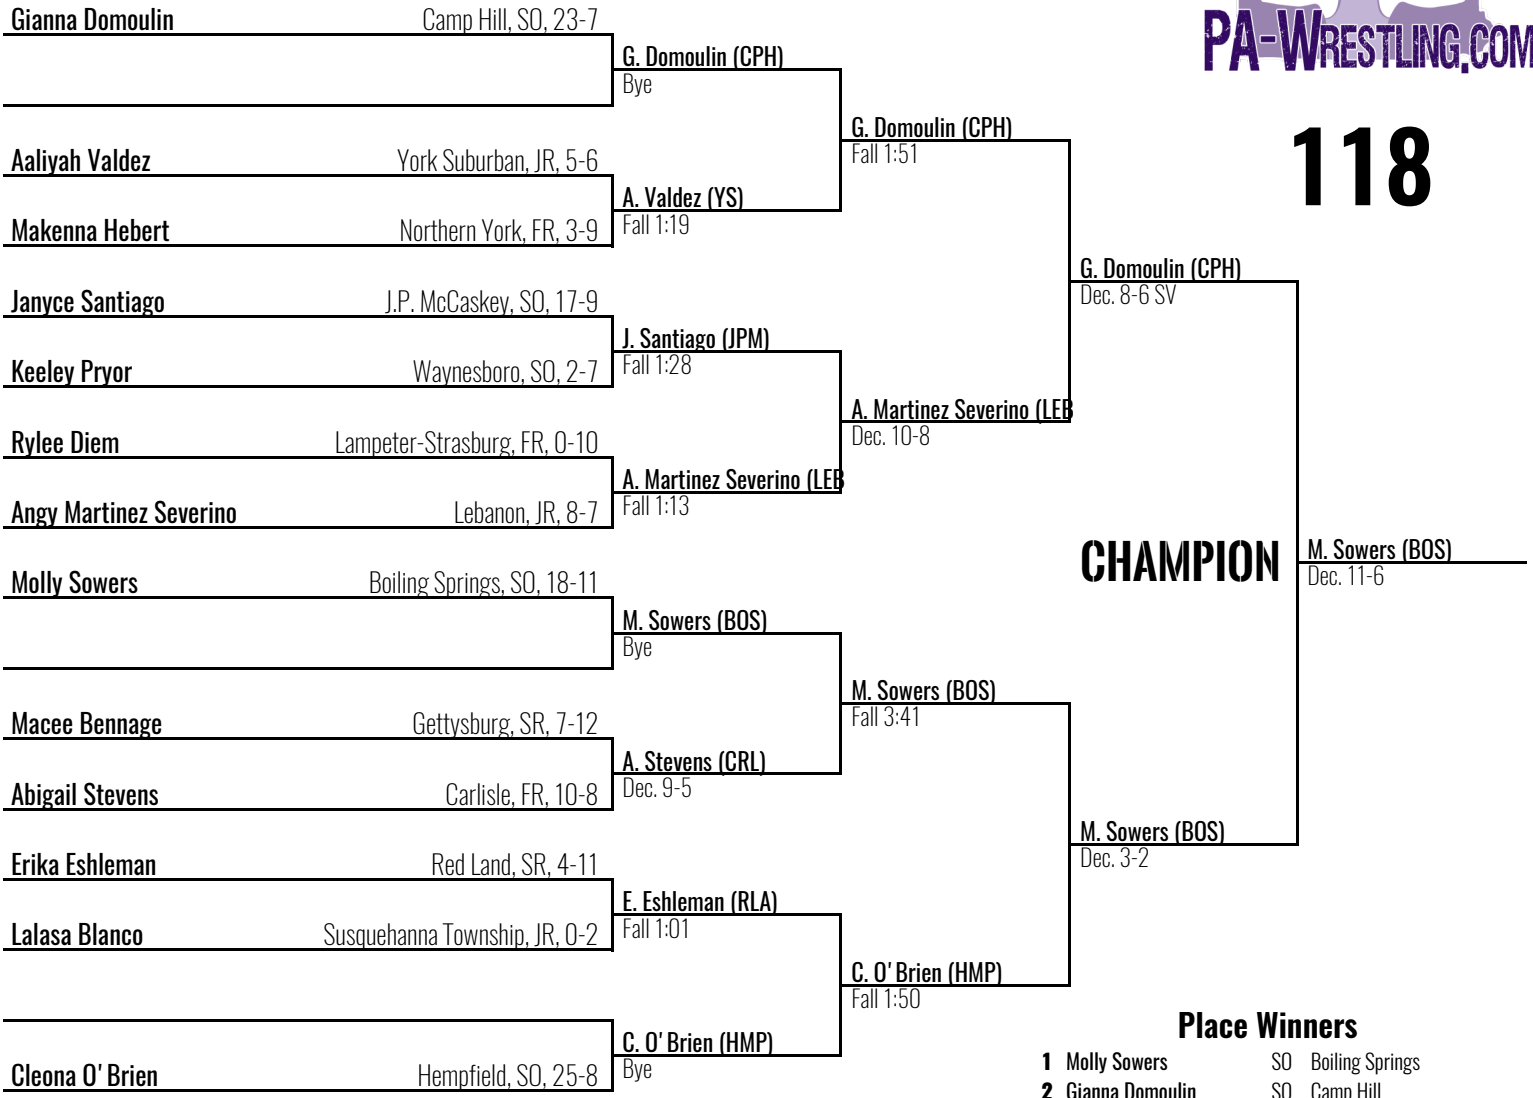 PA-WRESTLING.COM
118
Gianna Domoulin Camp Hill, SO, 23-7
G. Domoulin (CPH)
Bye
G. Domoulin (CPH)
Fall 1:51
Aaliyah Valdez York Suburban, JR, 5-6
A. Valdez (YS)
Fall 1:19
Makenna Hebert Northern York, FR, 3-9
G. Domoulin (CPH)
Dec. 8-6 SV
Janyce Santiago J.P. McCaskey, SO, 17-9
J. Santiago (JPM)
Fall 1:28
Keeley Pryor Waynesboro, SO, 2-7
A. Martinez Severino (LEB
Dec. 10-8
Rylee Diem Lampeter-Strasburg, FR, 0-10
A. Martinez Severino (LEB
Fall 1:13
Angy Martinez Severino Lebanon, JR, 8-7
CHAMPION
M. Sowers (BOS)
Dec. 11-6
Molly Sowers Boiling Springs, SO, 18-11
M. Sowers (BOS)
Bye
M. Sowers (BOS)
Fall 3:41
Macee Bennage Gettysburg, SR, 7-12
A. Stevens (CRL)
Dec. 9-5
Abigail Stevens Carlisle, FR, 10-8
M. Sowers (BOS)
Dec. 3-2
Erika Eshleman Red Land, SR, 4-11
E. Eshleman (RLA)
Fall 1:01
Lalasa Blanco Susquehanna Township, JR, 0-2
C. O'Brien (HMP)
Fall 1:50
C. O'Brien (HMP)
Bye
Cleona O'Brien Hempfield, SO, 25-8
Place Winners
1 Molly Sowers SO Boiling Springs
2 Gianna Domoulin SO Camp Hill